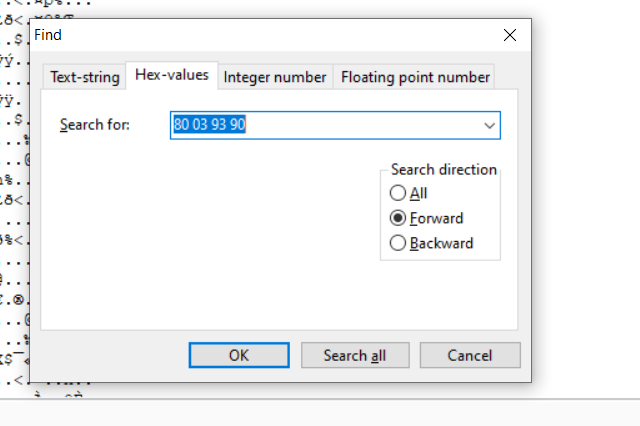 Find
Text-string Hex-values Integer number Floating point number
Search for: 80 03 93 90
Search direction
All
Forward
Backward
OK Search all Cancel